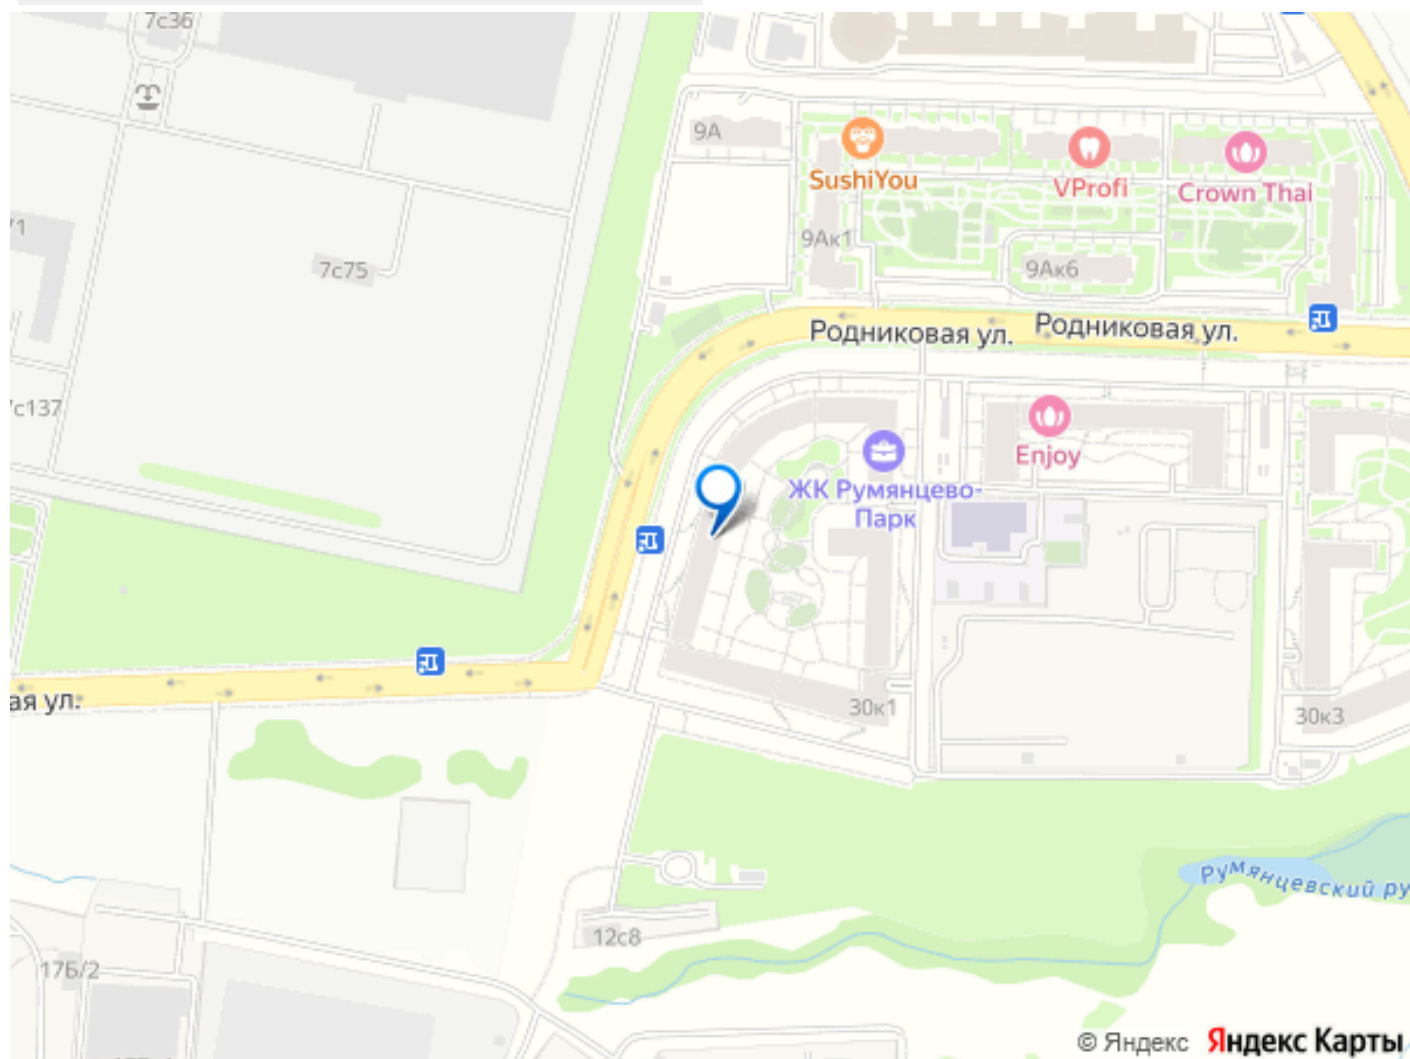 7с36
9А
SushiYou
VProfi
Crown Thai
/1
9Ак1
7с75
9Ак6
Родниковая ул.
Родниковая ул.
7с137
Enjoy
ЖК Румянцево-
Парк
ая ул.
30к1
30к3
Румянцевский ру
12с8
17Б/2
© Яндекс Яндекс Карты